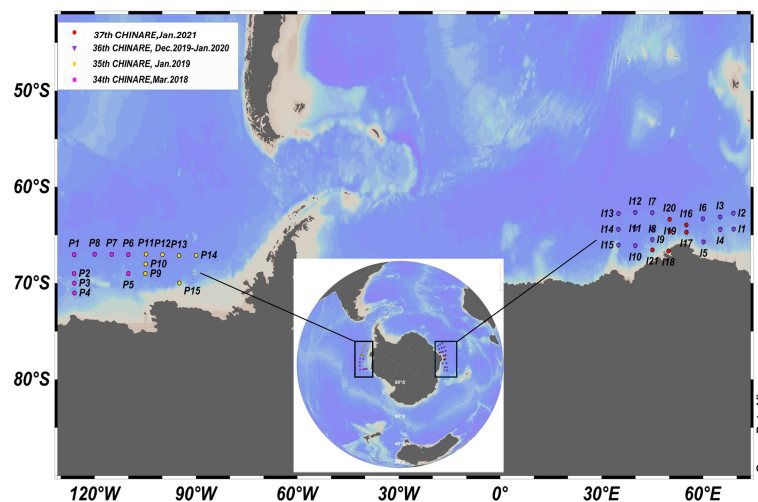 37th CHINARE,Jan.2021
36th CHINARE, Dec.2019-Jan.2020
35th CHINARE, Jan.2019
34th CHINARE,Mar.2018
50°S
60°S
70°S
80°S
I12 I7
I13 I20 I6 I3 I2
I16
I14 I11 I8 I19 I4 I1
I9
I15 I10 I17 I5
I21 I18
P1 P8 P7 P6 P11 P12 P13 P14
P10
P2 P5 P9
P3
P4 P15
80°S
60°S
40°S
120°W 90°W 60°W 30°W 0° 30°E 60°E